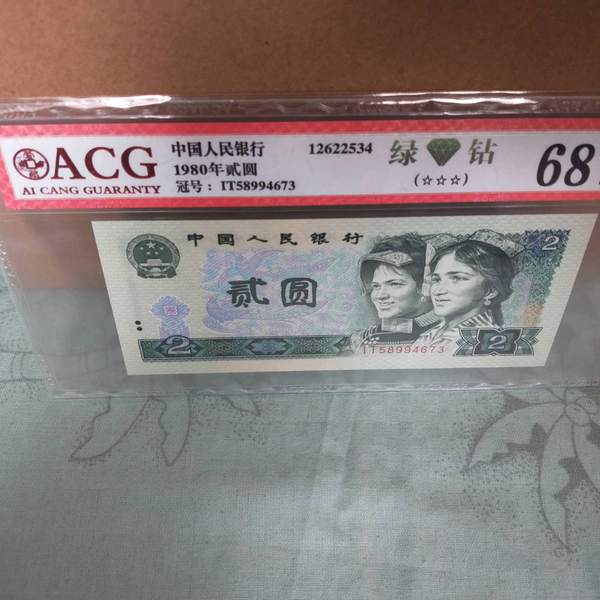 ACG
AI CANG GUARANTY
中国人民银行
1980年贰圆
冠号: IT58994673
12622534
绿 钻
(☆☆☆)
68
中国人民银行
贰圆
2
2
2
IT58994673